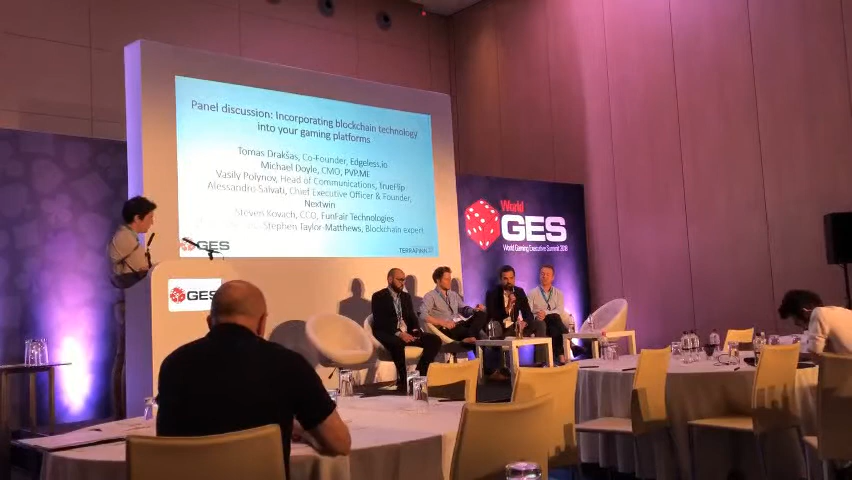 Panel discussion: Incorporating blockchain technology
into your gaming platforms
Tomas Drakšas, Co-Founder, Edgeless.io
Michael Doyle, CMO, PVP.ME
Vasily Polynov, Head of Communications, TrueFlip
Alessandro Salvati, Chief Executive Officer & Founder,
Nextwin
Steven Kovach, CCO, FunFair Technologies
Stephen Taylor-Matthews, Blockchain expert
GES
TERRAPINN
GES
World
GES
World Gaming Executive Summit 2018